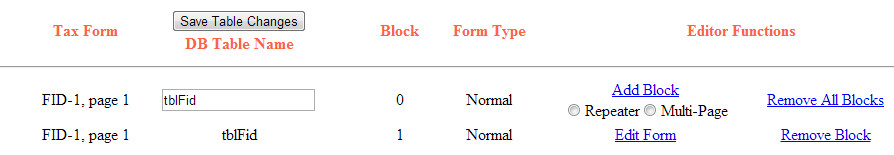 Save Table Changes
Tax Form DB Table Name Block Form Type Editor Functions
FID-1, page 1 tblFid 0 Normal Add Block Remove All Blocks
Repeater Multi-Page
FID-1, page 1 tblFid 1 Normal Edit Form Remove Block